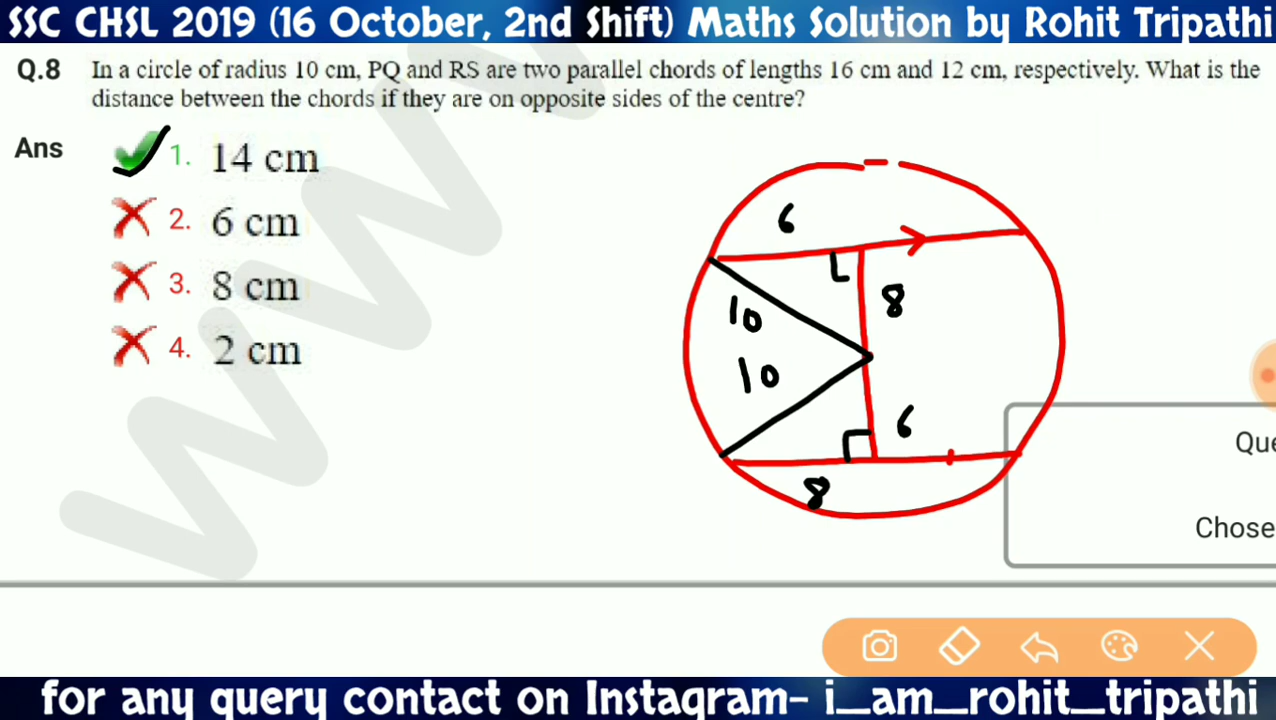 SSC CHSL 2019 (16 October, 2nd Shift) Maths Solution by Rohit Tripathi
Q.8 In a circle of radius 10 cm, PQ and RS are two parallel chords of lengths 16 cm and 12 cm, respectively. What is the
distance between the chords if they are on opposite sides of the centre?
Ans 1. 14 cm
2. 6 cm
3. 8 cm
4. 2 cm
6
10
8
10
6
8
Que
Chose
www
for any query contact on Instagram- i_am_rohit_tripathi